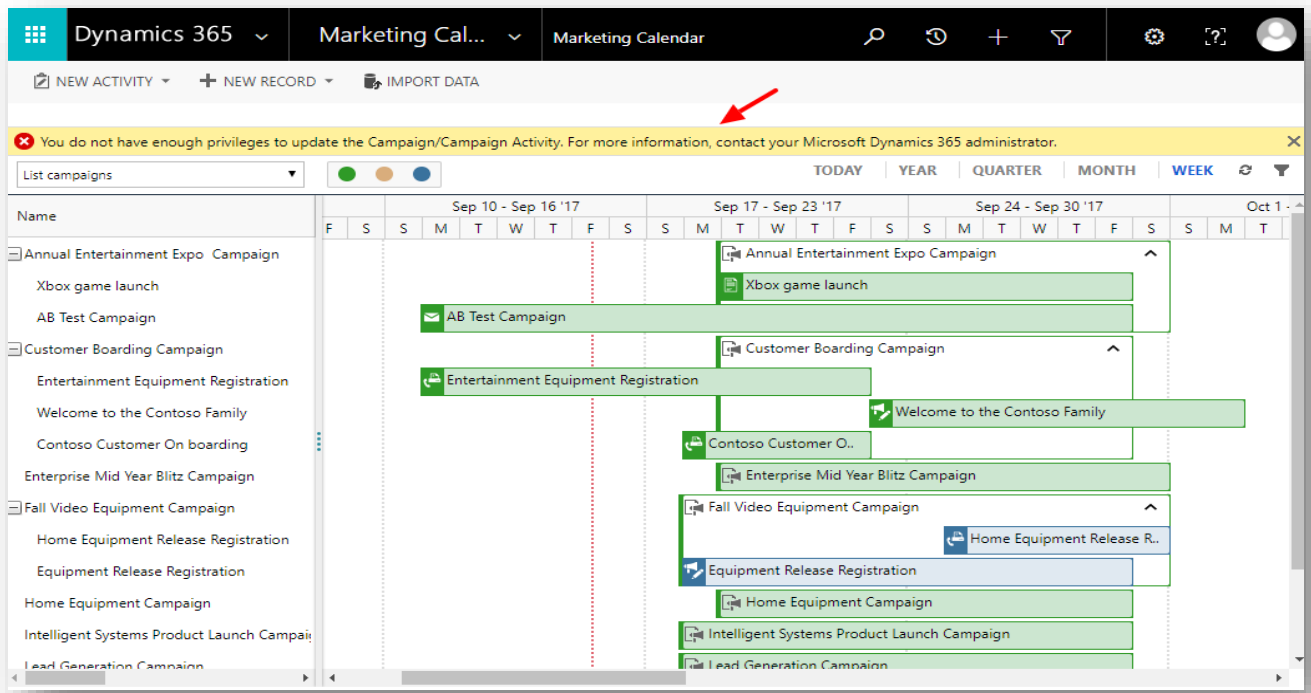 Dynamics 365
Marketing Cal...
Marketing Calendar
[?]
NEW ACTIVITY
NEW RECORD
IMPORT DATA
You do not have enough privileges to update the Campaign/Campaign Activity. For more information, contact your Microsoft Dynamics 365 administrator.
List campaigns
TODAY
YEAR
QUARTER
MONTH
WEEK
Name
Sep 10 - Sep 16 '17
Sep 17 - Sep 23 '17
Sep 24 - Sep 30 '17
Oct 1 -
F S S M T W T F S S M T W T F S S M T W T F S S M T
Annual Entertainment Expo  Campaign
Annual Entertainment Expo Campaign
Xbox game launch
Xbox game launch
AB Test Campaign
AB Test Campaign
Customer Boarding Campaign
Customer Boarding Campaign
Entertainment Equipment Registration
Entertainment Equipment Registration
Welcome to the Contoso Family
Welcome to the Contoso Family
Contoso Customer On boarding
Contoso Customer O..
Enterprise Mid Year Blitz Campaign
Enterprise Mid Year Blitz Campaign
Fall Video Equipment Campaign
Fall Video Equipment Campaign
Home Equipment Release Registration
Home Equipment Release R..
Equipment Release Registration
Equipment Release Registration
Home Equipment Campaign
Home Equipment Campaign
Intelligent Systems Product Launch Campai
Intelligent Systems Product Launch Campaign
Lead Generation Campaign
Lead Generation Campaign